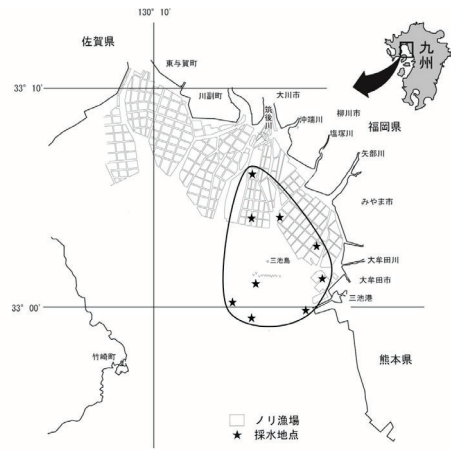 130° 10′
佐賀県
東与賀町
九州
33° 10′
川副町
大川市
筑後川
沖端川
柳川市
塩塚川
福岡県
矢部川
みやま市
三池島
大牟田川
大牟田市
三池港
33° 00′
竹崎町
熊本県
ノリ漁場
採水地点